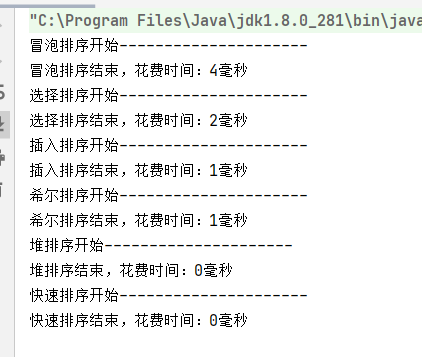 "C:\Program Files\Java\jdk1.8.0_281\bin\java
冒泡排序开始---------------------
冒泡排序结束，花费时间：4毫秒
选择排序开始---------------------
选择排序结束，花费时间：2毫秒
插入排序开始---------------------
插入排序结束，花费时间：1毫秒
希尔排序开始---------------------
希尔排序结束，花费时间：1毫秒
堆排序开始---------------------
堆排序结束，花费时间：0毫秒
快速排序开始---------------------
快速排序结束，花费时间：0毫秒